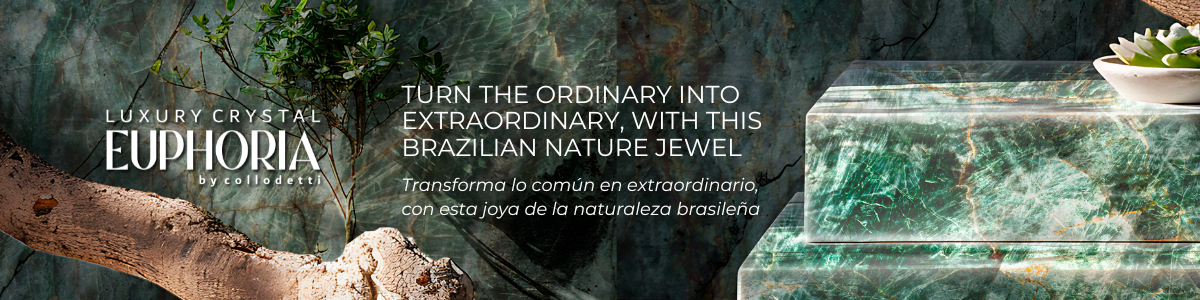 LUXURY CRYSTAL
EUPHORIA
by collodetti
TURN THE ORDINARY INTO
EXTRAORDINARY, WITH THIS
BRAZILIAN NATURE JEWEL
Transforma lo común en extraordinario,
con esta joya de la naturaleza brasileña